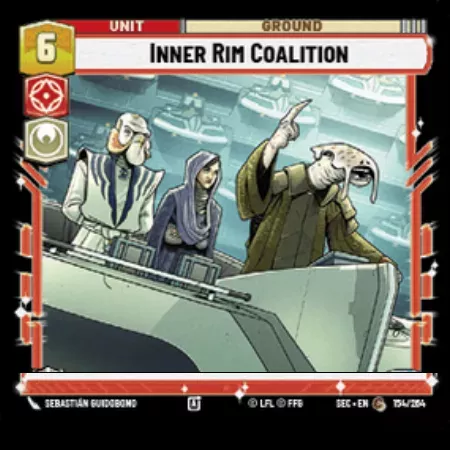 UNIT GROUND
6 INNER RIM COALITION
SEBASTIÁN GUIDOBONO A © LFL © FFG SEC • EN 154/264